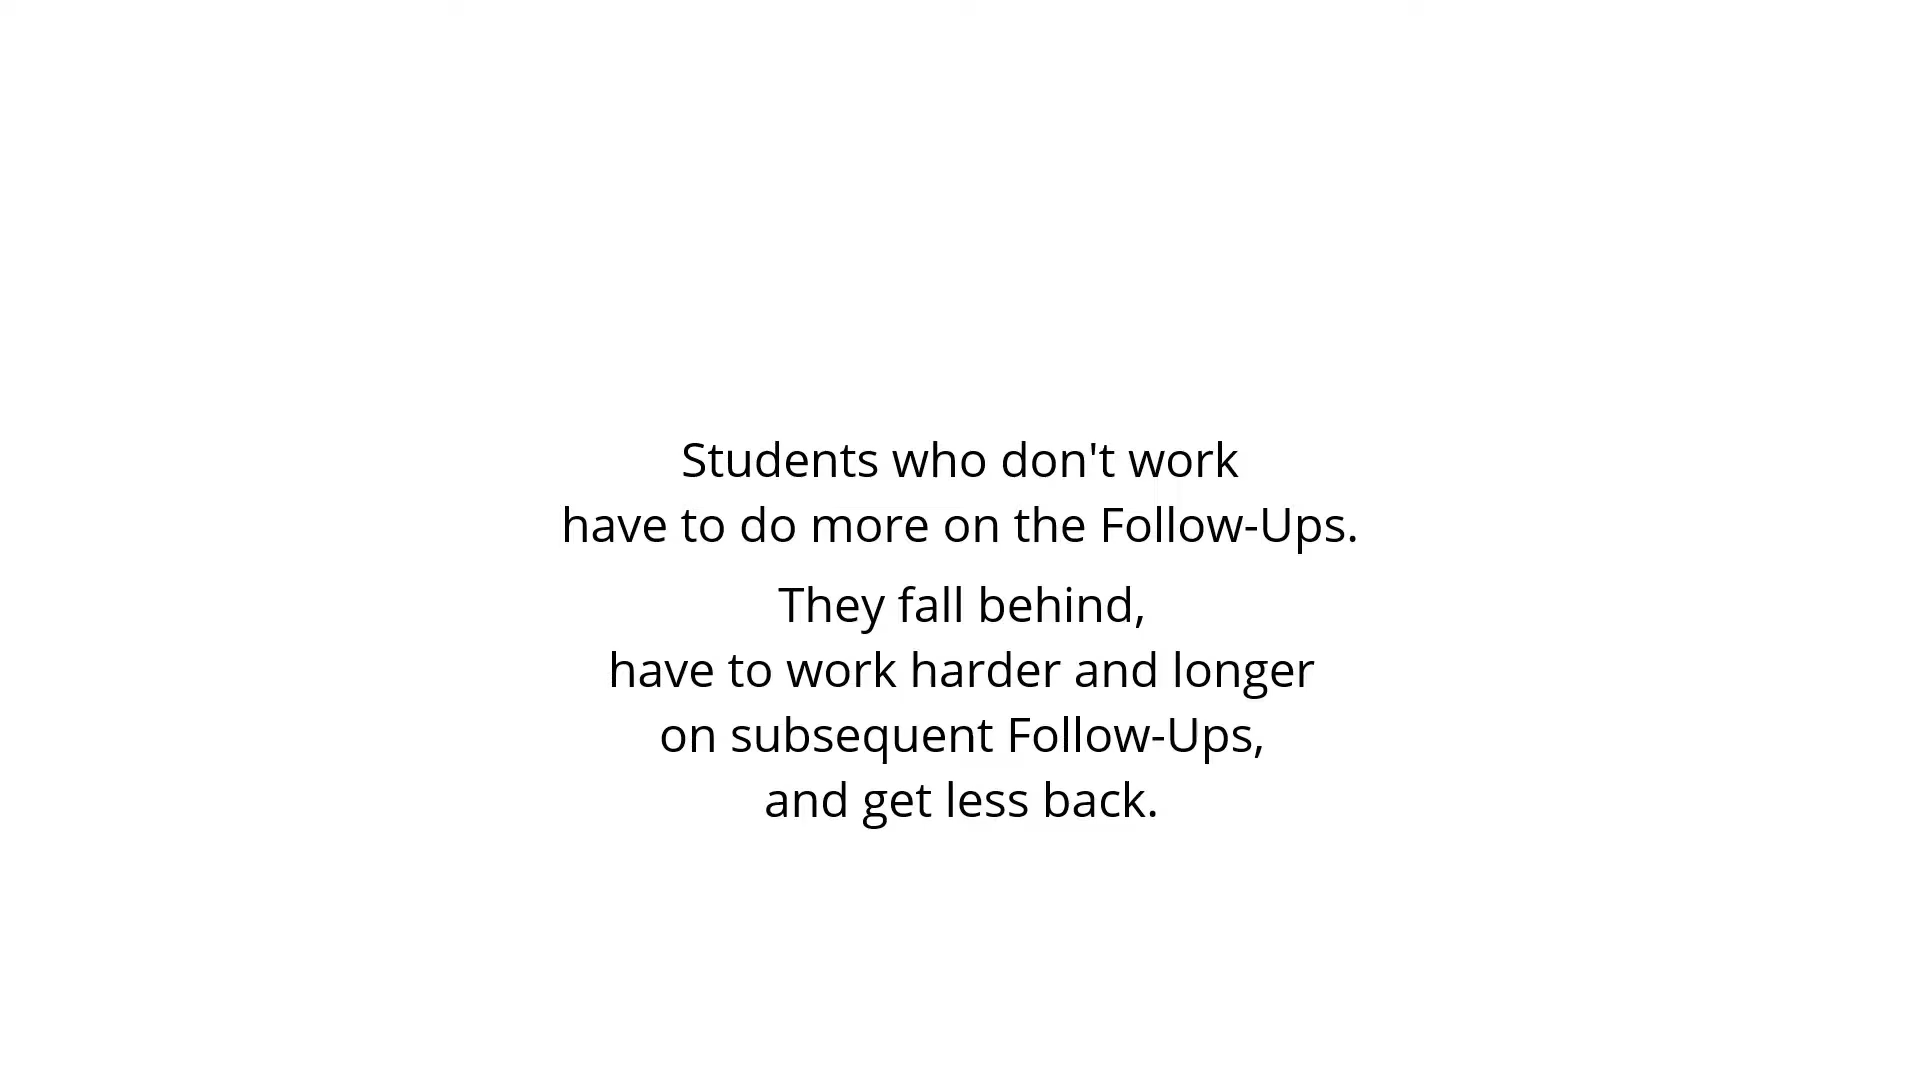 Students who don't work
have to do more on the Follow-Ups.
They fall behind,
have to work harder and longer
on subsequent Follow-Ups,
and get less back.